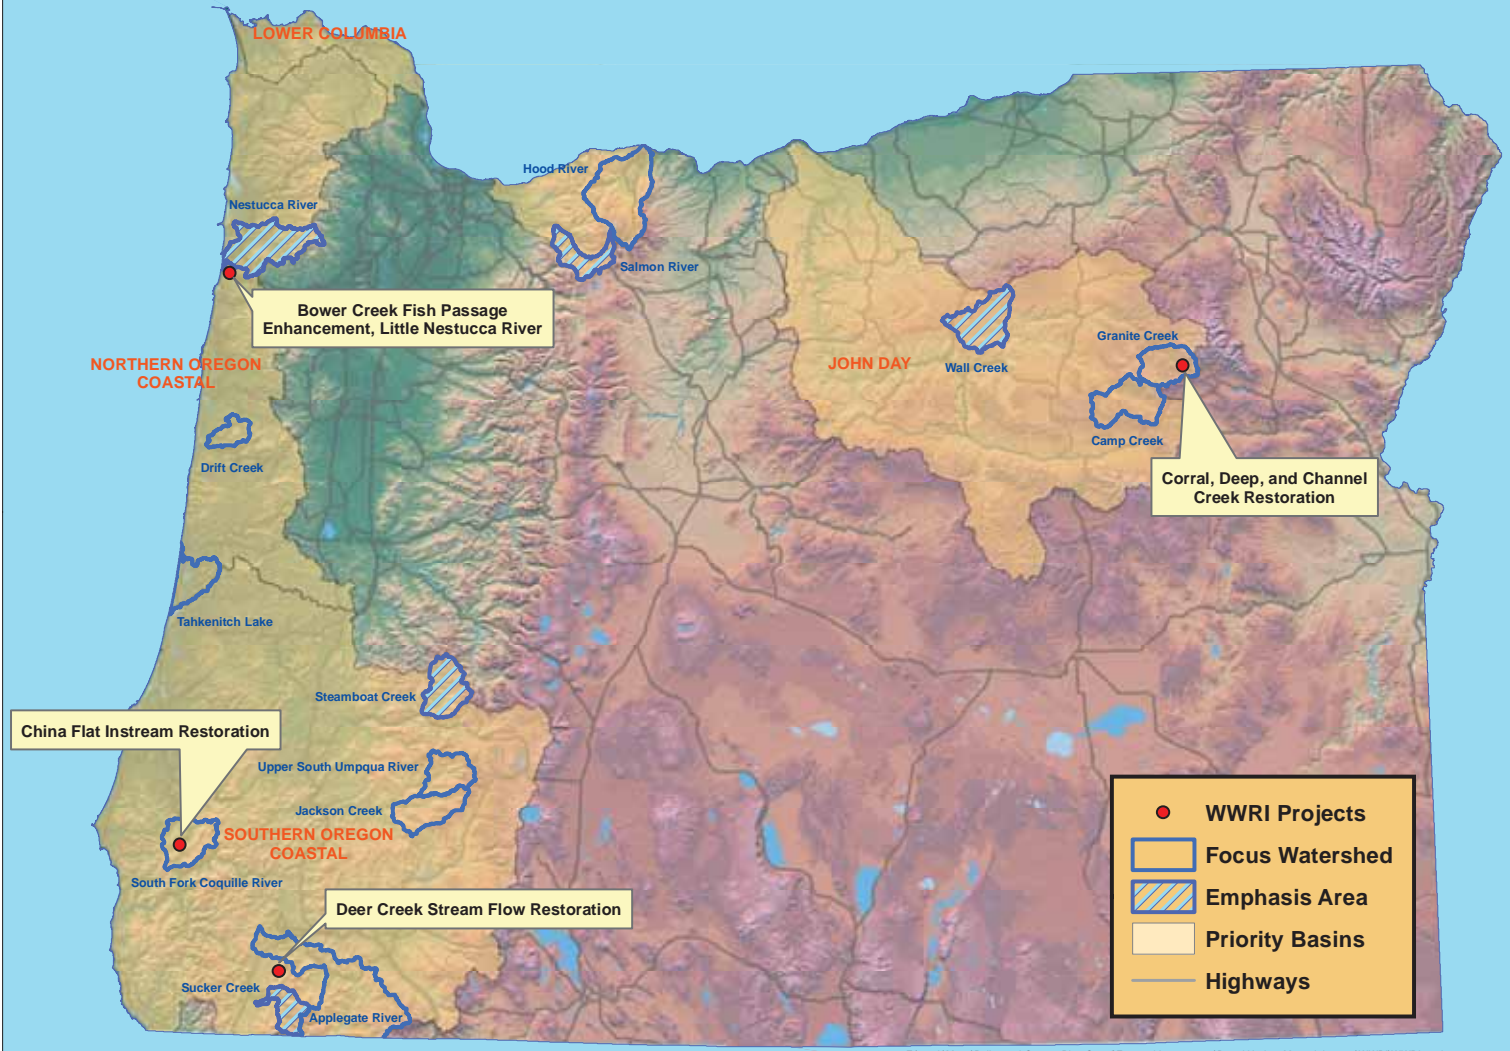 LOWER COLUMBIA
Hood River
Nestucca River
Salmon River
Bower Creek Fish Passage
Enhancement, Little Nestucca River
Granite Creek
NORTHERN OREGON
COASTAL
JOHN DAY
Wall Creek
Camp Creek
Drift Creek
Corral, Deep, and Channel
Creek Restoration
Tahkenitch Lake
Steamboat Creek
China Flat Instream Restoration
Upper South Umpqua River
Jackson Creek
SOUTHERN OREGON
COASTAL
South Fork Coquille River
Deer Creek Stream Flow Restoration
Sucker Creek
Applegate River
WWRI Projects
Focus Watershed
Emphasis Area
Priority Basins
Highways